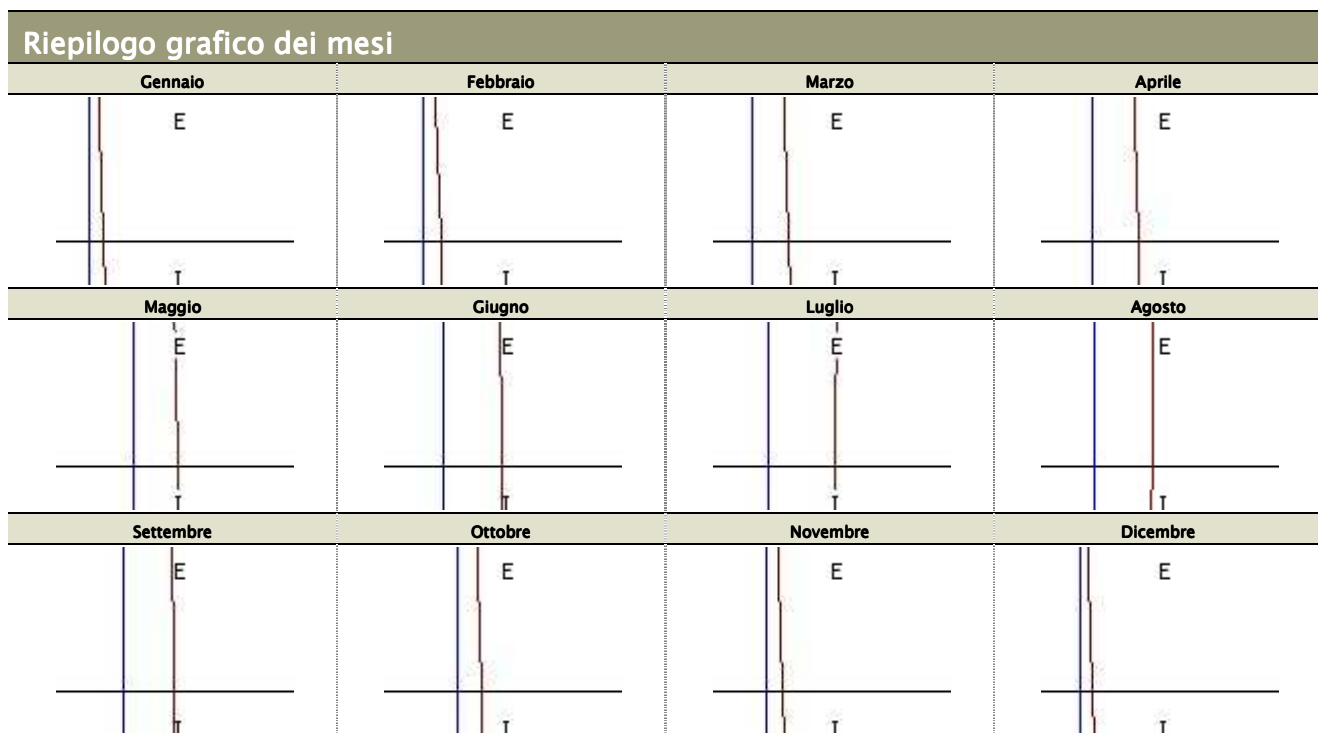 Riepilogo grafico dei mesi
Gennaio Febbraio Marzo Aprile
E E E E
T T T T
Maggio Giugno Luglio Agosto
E E E E
T T T T
Settembre Ottobre Novembre Dicembre
E E E E
T T T T